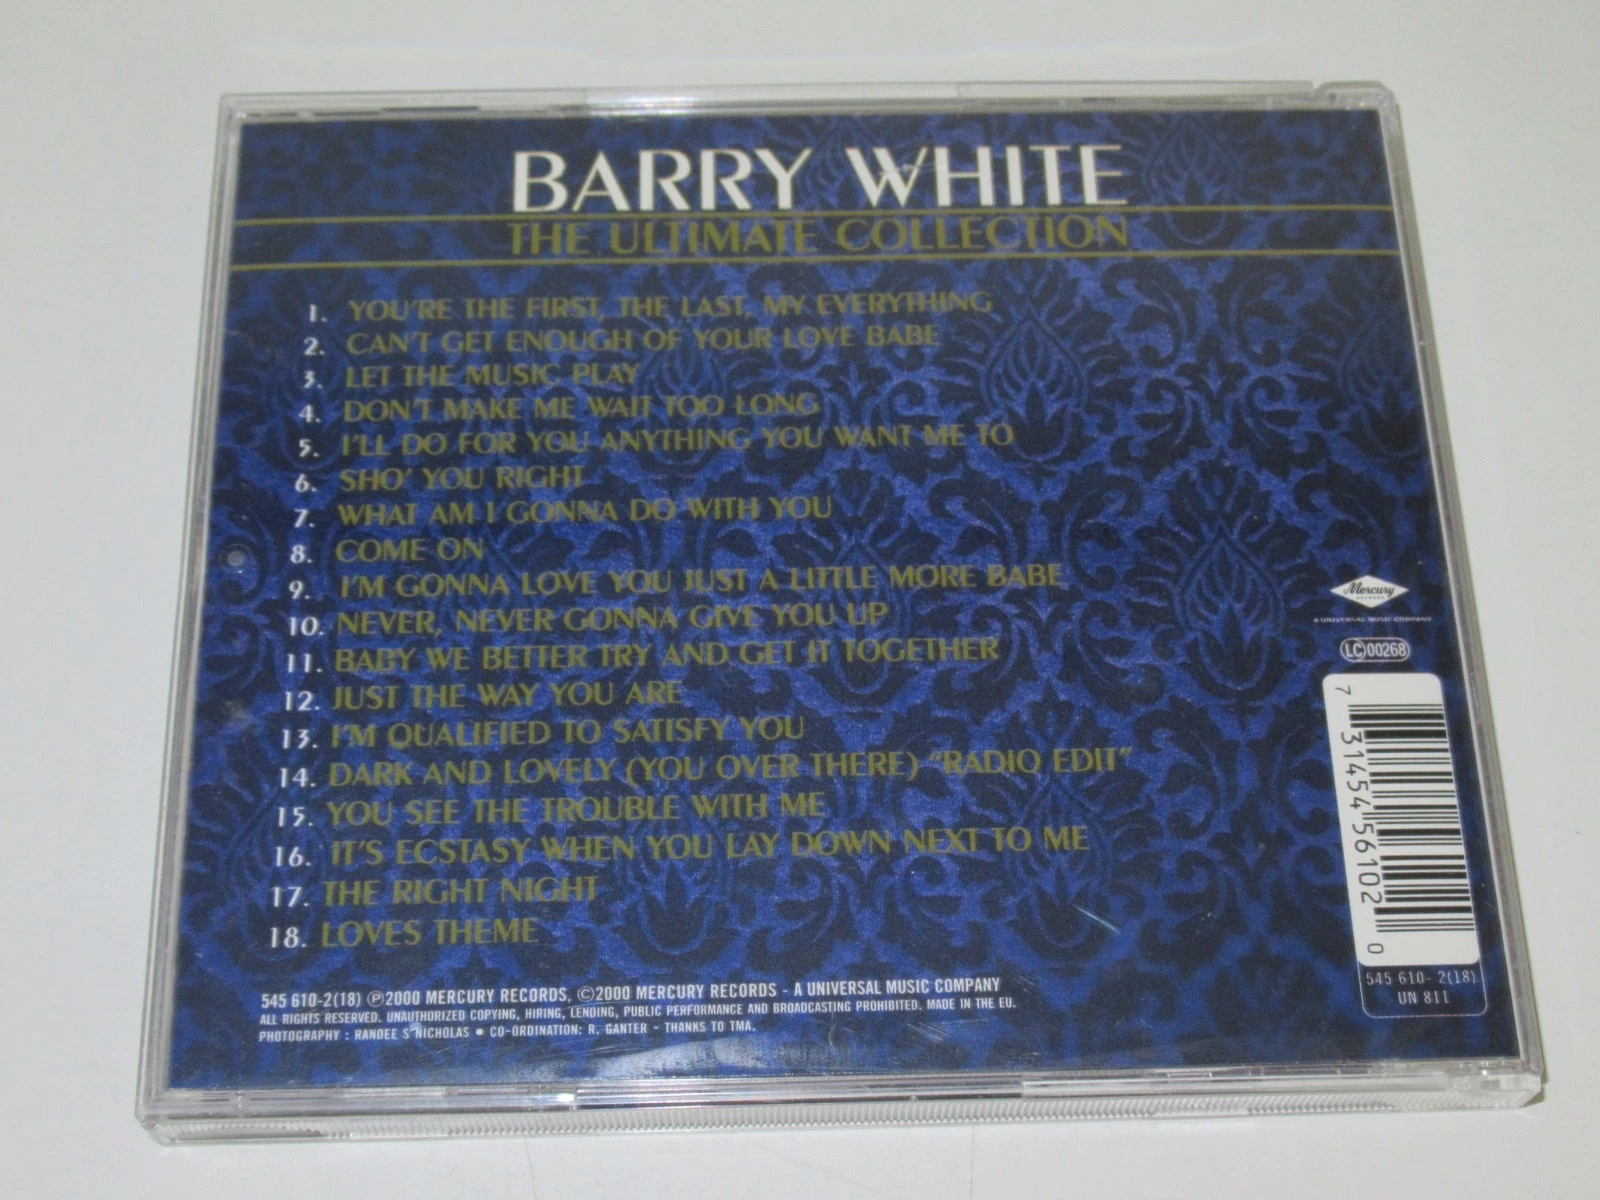 BARRY WHITE
THE ULTIMATE COLLECTION
1. YOU'RE THE FIRST, THE LAST, MY EVERYTHING
2. CAN'T GET ENOUGH OF YOUR LOVE BABE
3. LET THE MUSIC PLAY
4. DON'T MAKE ME WAIT TOO LONG
5. I'LL DO FOR YOU ANYTHING YOU WANT ME TO
6. SHO' YOU RIGHT
7. WHAT AM I GONNA DO WITH YOU
8. COME ON
9. I'M GONNA LOVE YOU JUST A LITTLE MORE BABE
10. NEVER, NEVER GONNA GIVE YOU UP
11. BABY WE BETTER TRY AND GET IT TOGETHER
12. JUST THE WAY YOU ARE
13. I'M QUALIFIED TO SATISFY YOU
14. DARK AND LOVELY (YOU OVER THERE) "RADIO EDIT"
15. YOU SEE THE TROUBLE WITH ME
16. IT'S ECSTASY WHEN YOU LAY DOWN NEXT TO ME
17. THE RIGHT NIGHT
18. LOVES THEME
Mercury
RECORDS
A UNIVERSAL MUSIC COMPANY
LC 00268
7 31454 56102 0
545 610-2(18)
UN 811
545 610-2(18) ℗2000 MERCURY RECORDS, ©2000 MERCURY RECORDS - A UNIVERSAL MUSIC COMPANY
ALL RIGHTS RESERVED. UNAUTHORIZED COPYING, HIRING, LENDING, PUBLIC PERFORMANCE AND BROADCASTING PROHIBITED. MADE IN THE EU.
PHOTOGRAPHY : RANDEE S'NICHOLAS • CO-ORDINATION: R. GANTER - THANKS TO TMA.